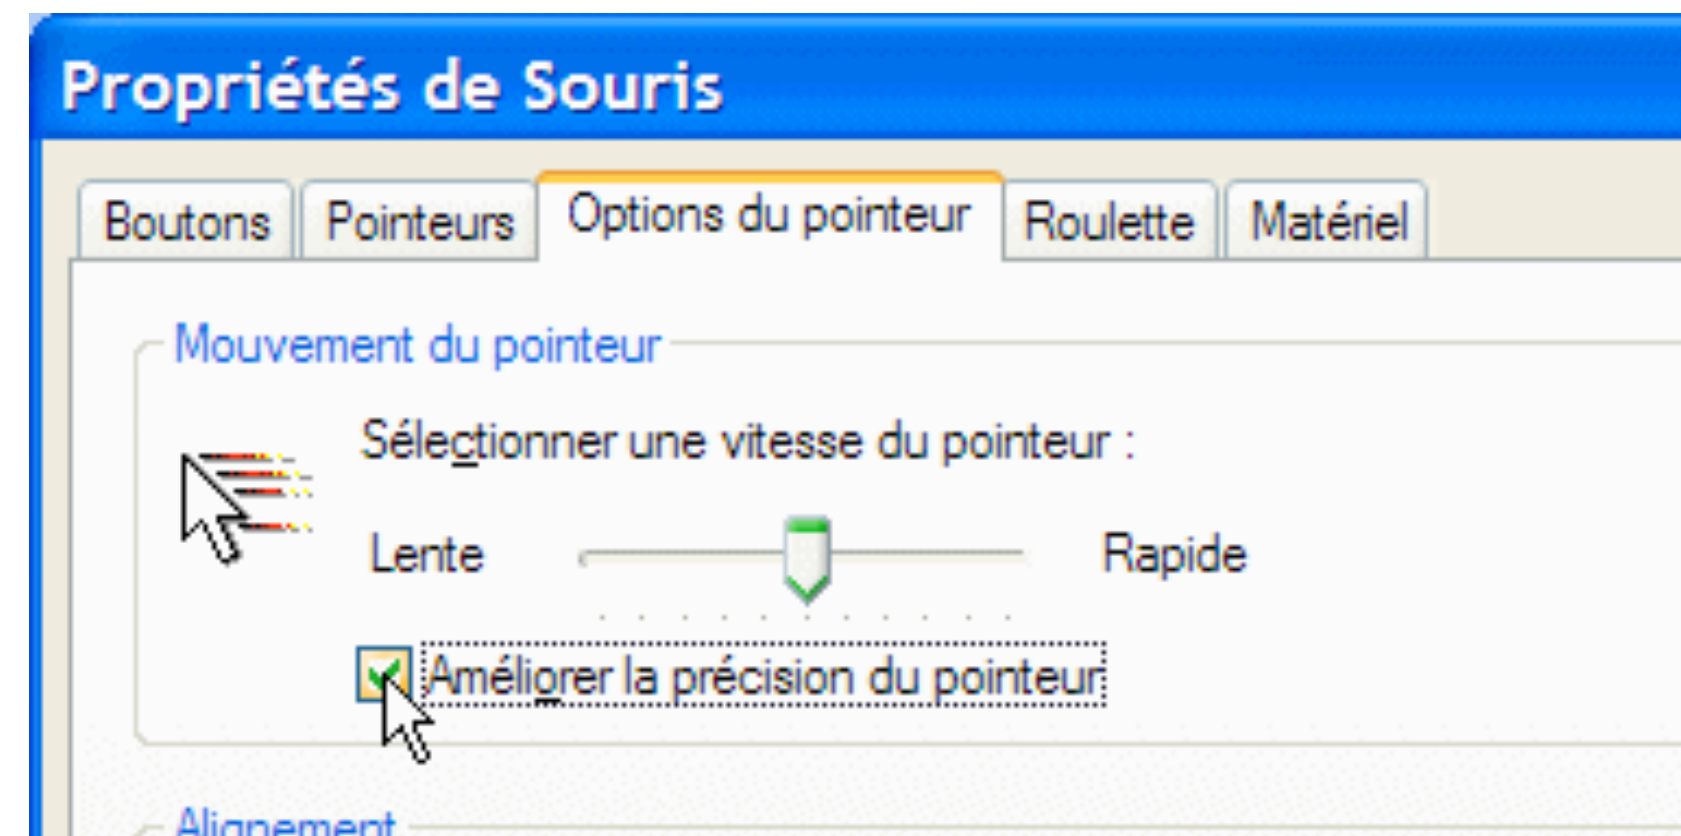 Propriétés de Souris
Boutons Pointeurs Options du pointeur Roulette Matériel
Mouvement du pointeur
Sélectionner une vitesse du pointeur :
Lente Rapide
Améliorer la précision du pointeur
Alignement